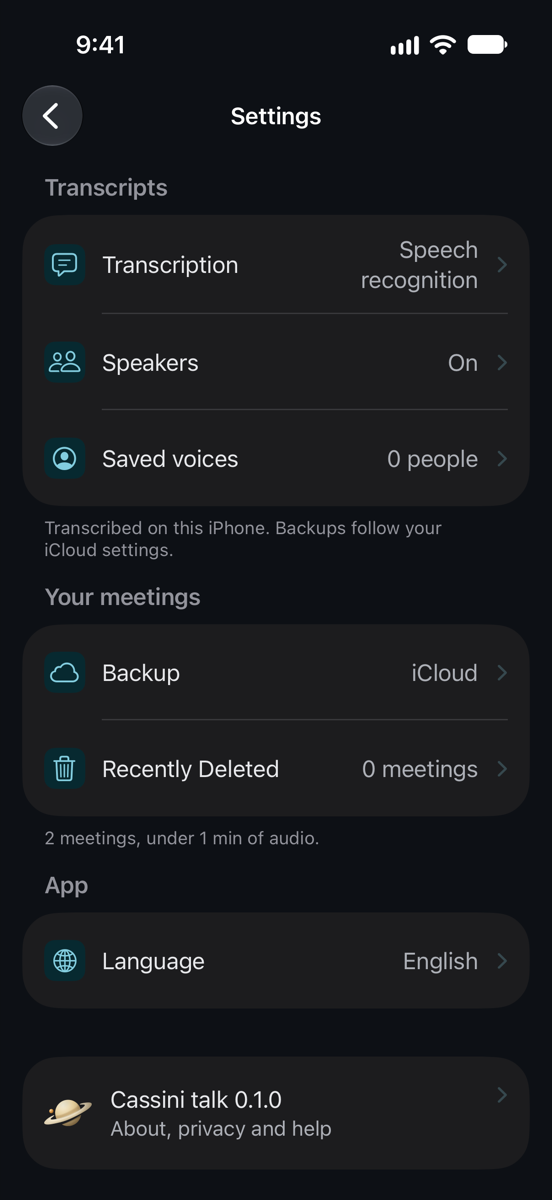 9:41
Settings
Transcripts
Transcription
Speech
recognition
Speakers
On
Saved voices
0 people
Transcribed on this iPhone. Backups follow your
iCloud settings.
Your meetings
Backup
iCloud
Recently Deleted
0 meetings
2 meetings, under 1 min of audio.
App
Language
English
Cassini talk 0.1.0
About, privacy and help